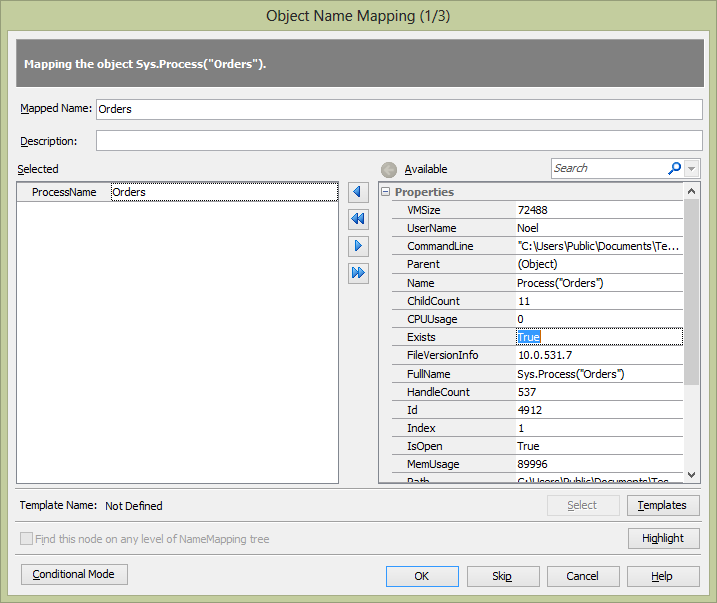 Object Name Mapping (1/3)
Mapping the object Sys.Process("Orders").
Mapped Name: Orders
Description:
Selected
Available
Search
ProcessName Orders
Properties
VMSize 72488
UserName Noel
CommandLine "C:\Users\Public\Documents\Te...
Parent (Object)
Name Process("Orders")
ChildCount 11
CPUUsage 0
Exists True
FileVersionInfo 10.0.531.7
FullName Sys.Process("Orders")
HandleCount 537
Id 4912
Index 1
IsOpen True
MemUsage 89996
Path C:\Users\Public\Documents\Tes...
Template Name: Not Defined
Select
Templates
Find this node on any level of NameMapping tree
Highlight
Conditional Mode
OK
Skip
Cancel
Help